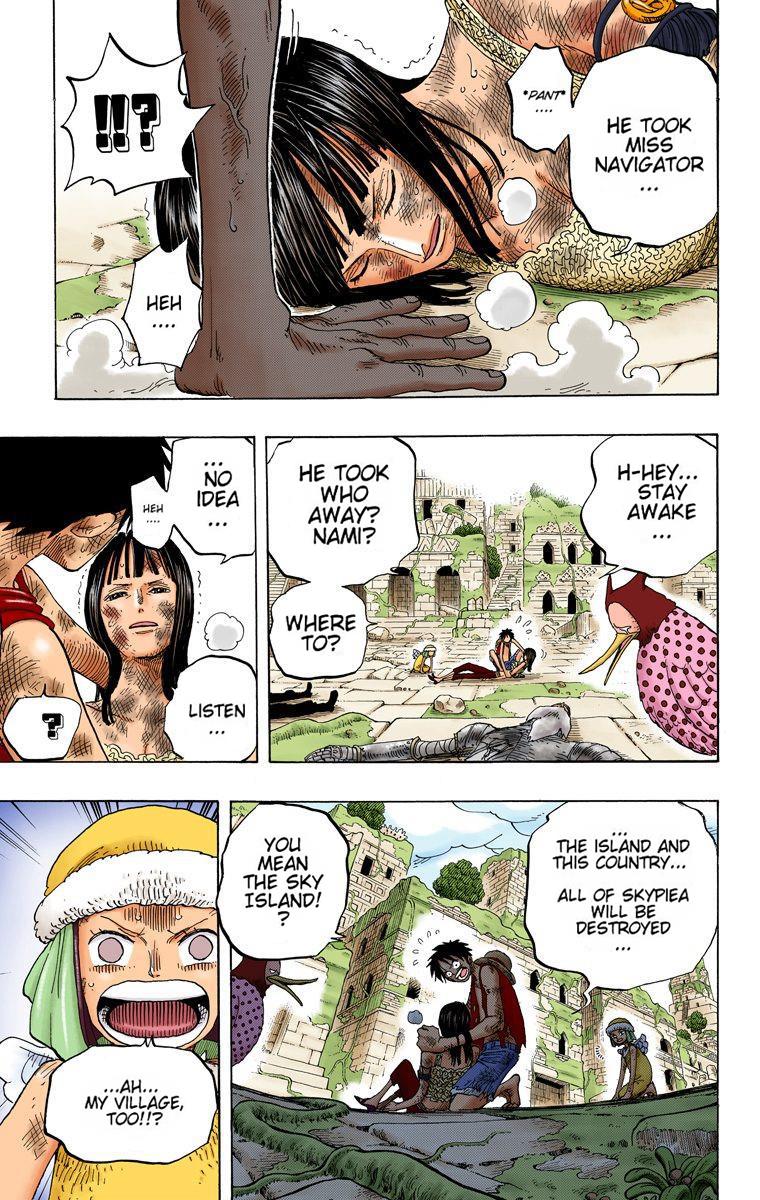 HE TOOK
MISS
NAVIGATOR
...
*PANT*
....
!!?
HEH
....
H-HEY...
STAY
AWAKE
...
HE TOOK
WHO
AWAY?
NAMI?
WHERE
TO?
...
NO
IDEA
...
HEH
....
LISTEN
...
?
...
THE ISLAND AND
THIS COUNTRY...
ALL OF SKYPIEA
WILL BE
DESTROYED
...
YOU
MEAN
THE SKY
ISLAND!
?
...AH...
MY VILLAGE,
TOO!!?